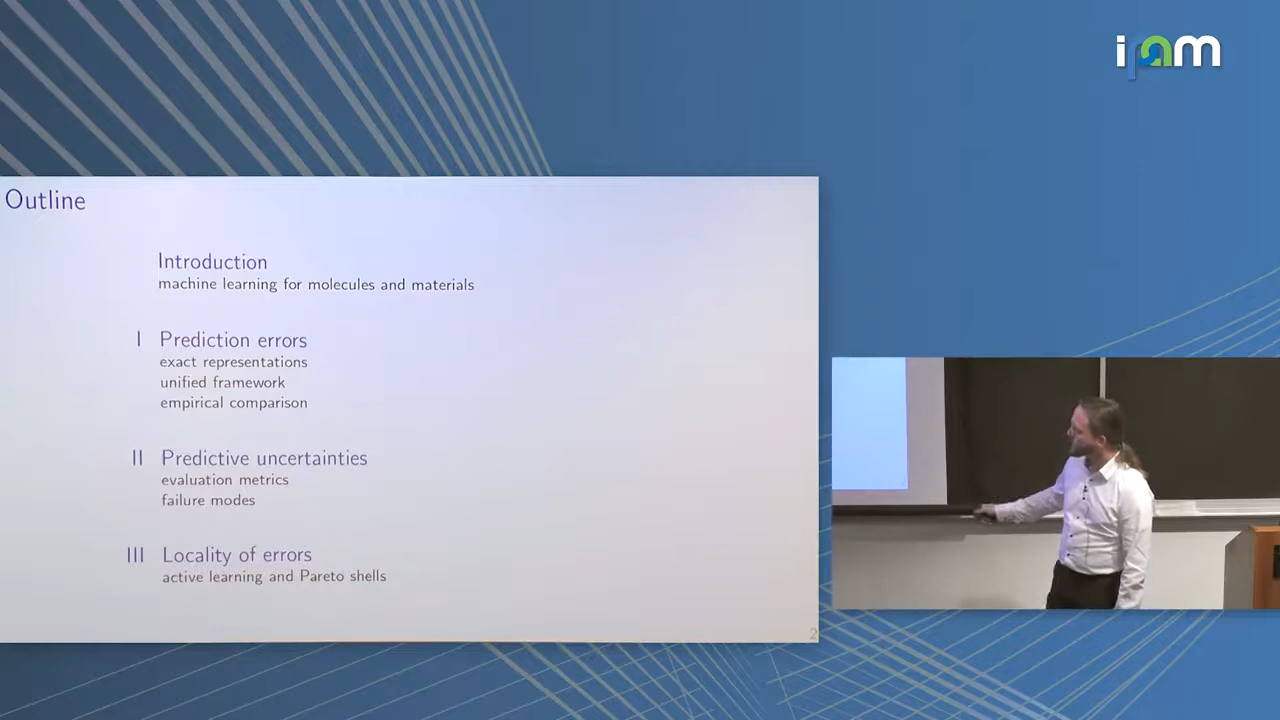 ipam
Outline
Introduction
machine learning for molecules and materials
I Prediction errors
exact representations
unified framework
empirical comparison
II Predictive uncertainties
evaluation metrics
failure modes
III Locality of errors
active learning and Pareto shells
2